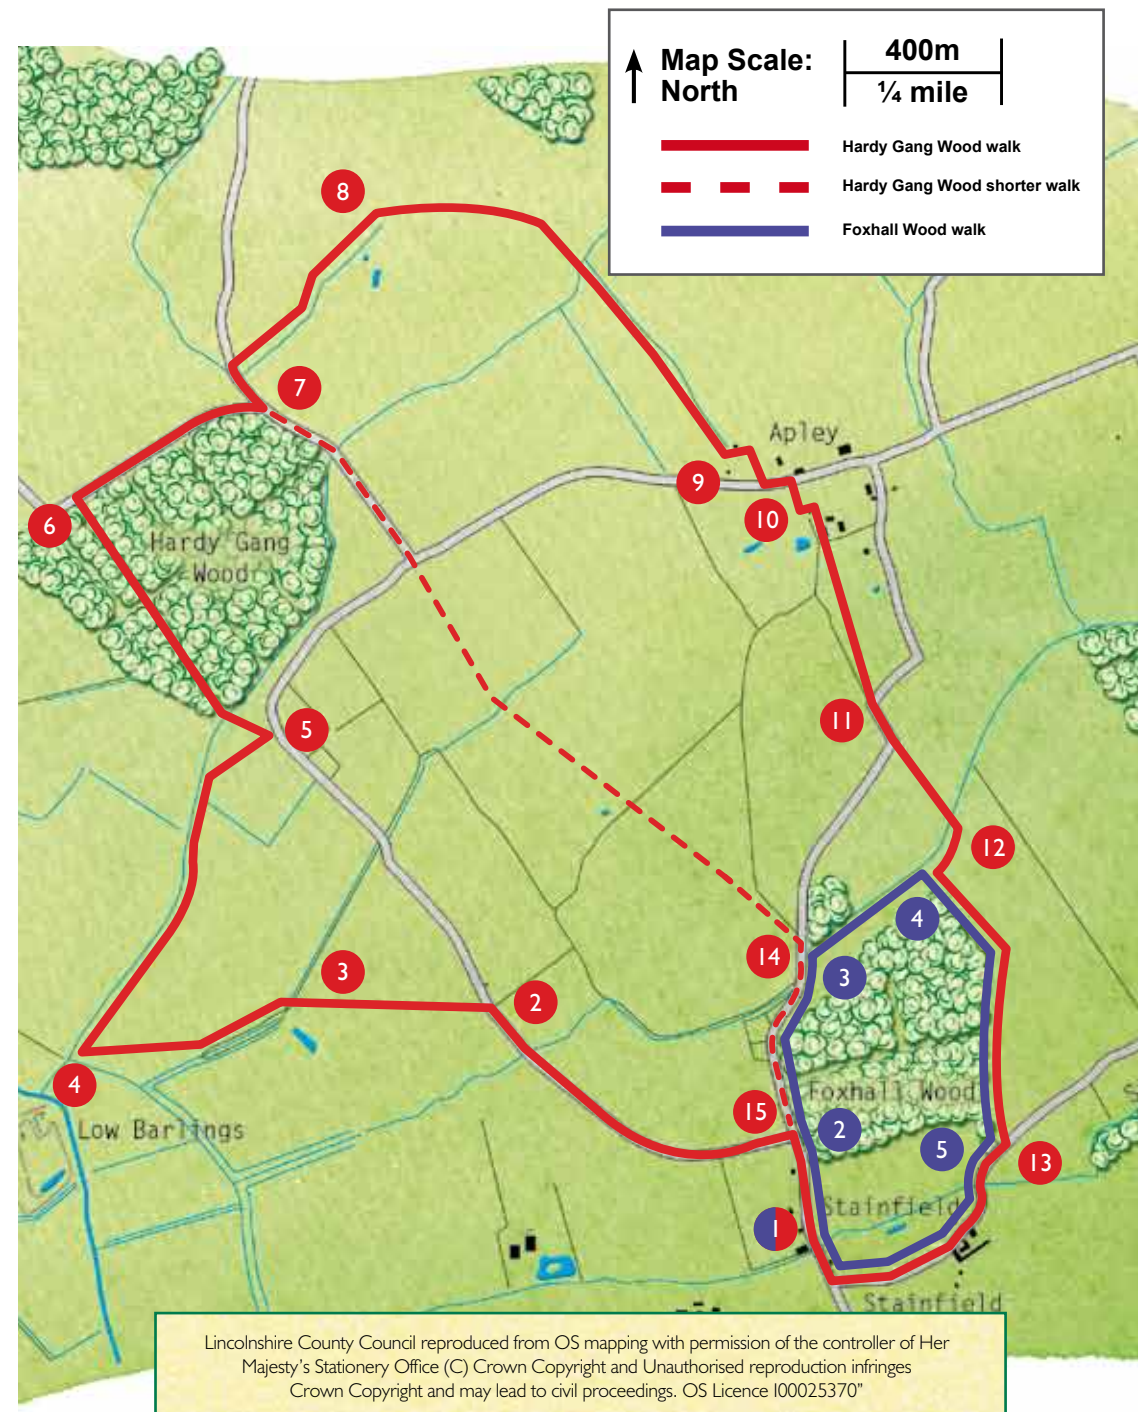 Map Scale:
North
400m
¼ mile
Hardy Gang Wood walk
Hardy Gang Wood shorter walk
Foxhall Wood walk
8
7
Apley
9
10
6
Hardy Gang
Wood
5
11
12
4
14
3
3
2
4
Foxhall Wood
15
2
5
Low Barlings
13
Stainfield
1
Stainfield
Lincolnshire County Council reproduced from OS mapping with permission of the controller of Her
Majesty's Stationery Office (C) Crown Copyright and Unauthorised reproduction infringes
Crown Copyright and may lead to civil proceedings. OS Licence 100025370"